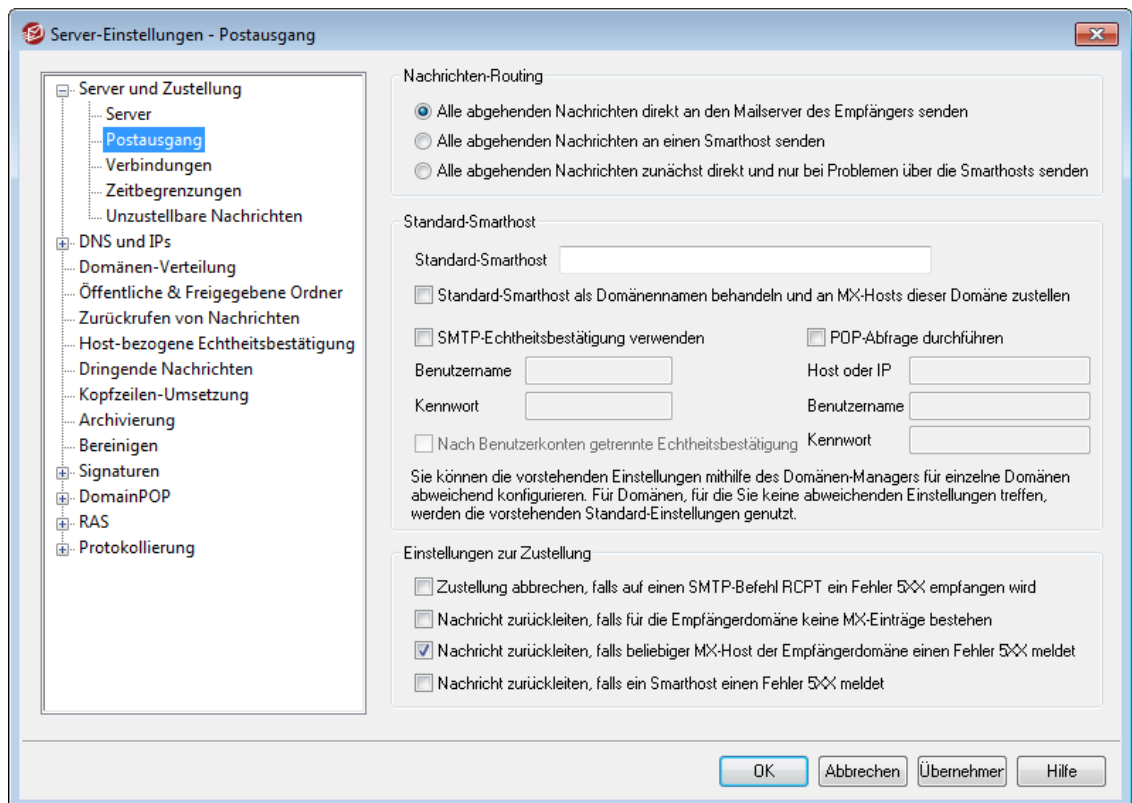 Server-Einstellungen - Postausgang
Server und Zustellung
Server
Postausgang
Verbindungen
Zeitbegrenzungen
Unzustellbare Nachrichten
DNS und IPs
Domänen-Verteilung
Öffentliche & Freigegebene Ordner
Zurückrufen von Nachrichten
Host-bezogene Echtheitsbestätigung
Dringende Nachrichten
Kopfzeilen-Umsetzung
Archivierung
Bereinigen
Signaturen
DomainPOP
RAS
Protokollierung
Nachrichten-Routing
Alle abgehenden Nachrichten direkt an den Mailserver des Empfängers senden
Alle abgehenden Nachrichten an einen Smarthost senden
Alle abgehenden Nachrichten zunächst direkt und nur bei Problemen über die Smarthosts senden
Standard-Smarthost
Standard-Smarthost
Standard-Smarthost als Domänennamen behandeln und an MX-Hosts dieser Domäne zustellen
SMTP-Echtheitsbestätigung verwenden
Benutzername
Kennwort
Nach Benutzerkonten getrennte Echtheitsbestätigung
POP-Abfrage durchführen
Host oder IP
Benutzername
Kennwort
Sie können die vorstehenden Einstellungen mithilfe des Domänen-Managers für einzelne Domänen
abweichend konfigurieren. Für Domänen, für die Sie keine abweichenden Einstellungen treffen,
werden die vorstehenden Standard-Einstellungen genutzt.
Einstellungen zur Zustellung
Zustellung abbrechen, falls auf einen SMTP-Befehl RCPT ein Fehler 5XX empfangen wird
Nachricht zurückleiten, falls für die Empfängerdomäne keine MX-Einträge bestehen
Nachricht zurückleiten, falls beliebiger MX-Host der Empfängerdomäne einen Fehler 5XX meldet
Nachricht zurückleiten, falls ein Smarthost einen Fehler 5XX meldet
OK
Abbrechen
Übernehmer
Hilfe